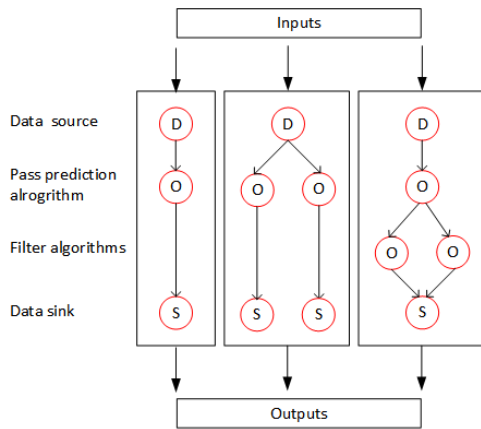 Inputs
Data source
D
D
D
Pass prediction
alrogrithm
O
O
O
O
Filter algorithms
O
O
Data sink
S
S
S
S
Outputs